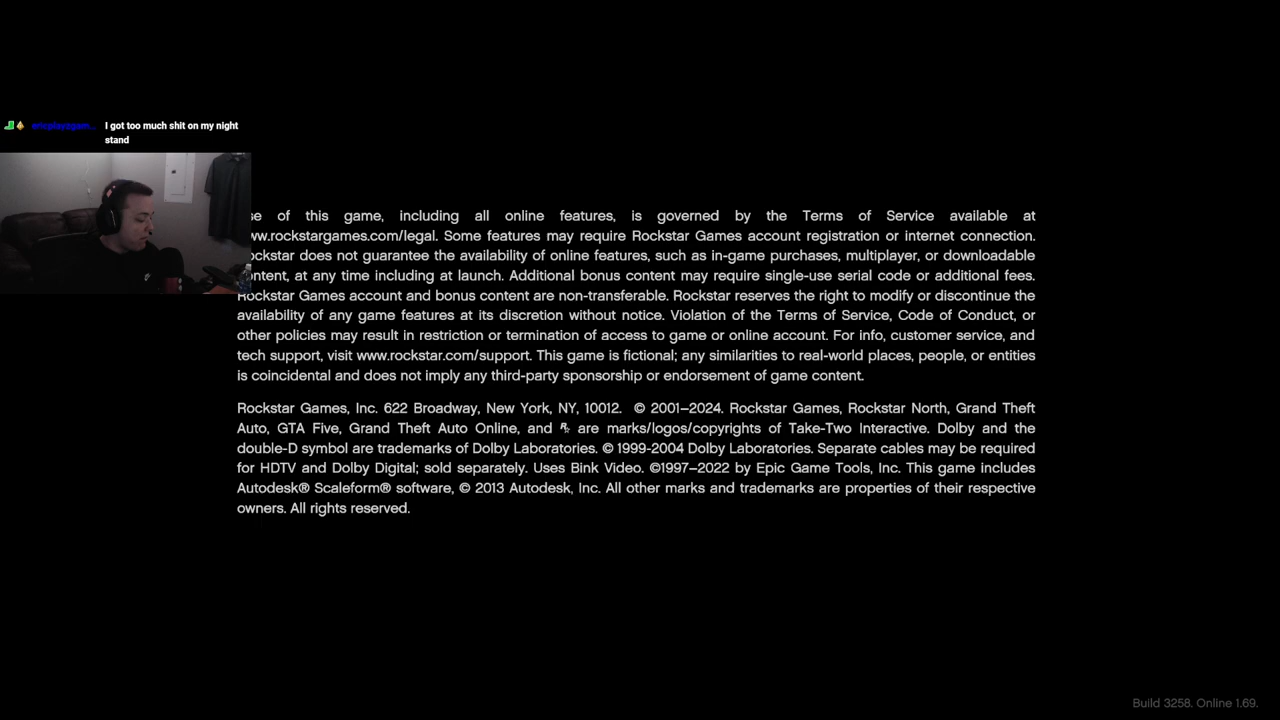 I got too much shit on my night
stand
of this game, including all online features, is governed by the Terms of Service available at
Some features may require Rockstar Games account registration or internet connection.
does not guarantee the availability of online features, such as in-game purchases, multiplayer, or downloadable
at any time including at launch. Additional bonus content may require single-use serial code or additional fees.
Rockstar Games account and bonus content are non-transferable. Rockstar reserves the right to modify or discontinue the
availability of any game features at its discretion without notice. Violation of the Terms of Service, Code of Conduct, or
other policies may result in restriction or termination of access to game or online account. For info, customer service, and
tech support, visit www.rockstar.com/support. This game is fictional; any similarities to real-world places, people, or entities
is coincidental and does not imply any third-party sponsorship or endorsement of game content.
Rockstar Games, Inc. 622 Broadway, New York, NY, 10012. © 2001–2024. Rockstar Games, Rockstar North, Grand Theft
Auto, GTA Five, Grand Theft Auto Online, and are marks/logos/copyrights of Take-Two Interactive. Dolby and the
double-D symbol are trademarks of Dolby Laboratories. © 1999-2004 Dolby Laboratories. Separate cables may be required
for HDTV and Dolby Digital; sold separately. Uses Bink Video. ©1997–2022 by Epic Game Tools, Inc. This game includes
Autodesk® Scaleform® software, © 2013 Autodesk, Inc. All other marks and trademarks are properties of their respective
owners. All rights reserved.
Build 3258. Online 1.69.